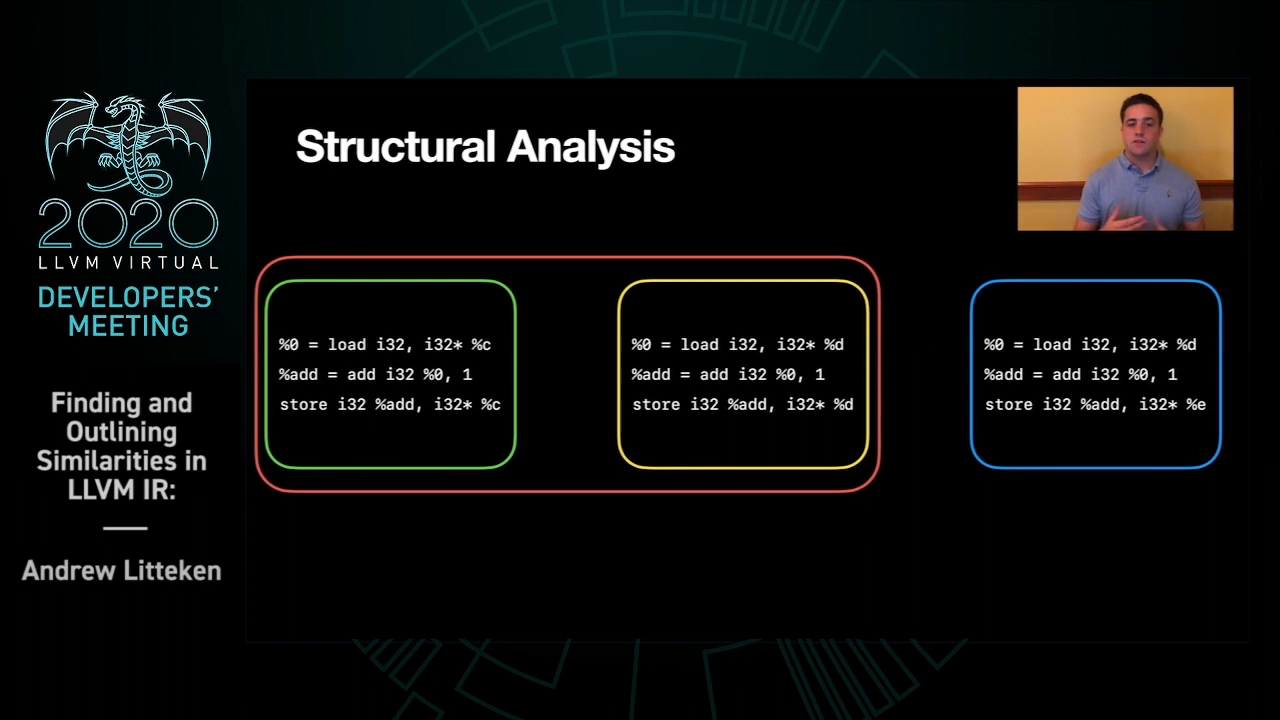 2020
LLVM VIRTUAL
DEVELOPERS'
MEETING
Finding and
Outlining
Similarities in
LLVM IR:
Andrew Litteken
Structural Analysis
%0 = load i32, i32* %c
%add = add i32 %0, 1
store i32 %add, i32* %c
%0 = load i32, i32* %d
%add = add i32 %0, 1
store i32 %add, i32* %d
%0 = load i32, i32* %d
%add = add i32 %0, 1
store i32 %add, i32* %e